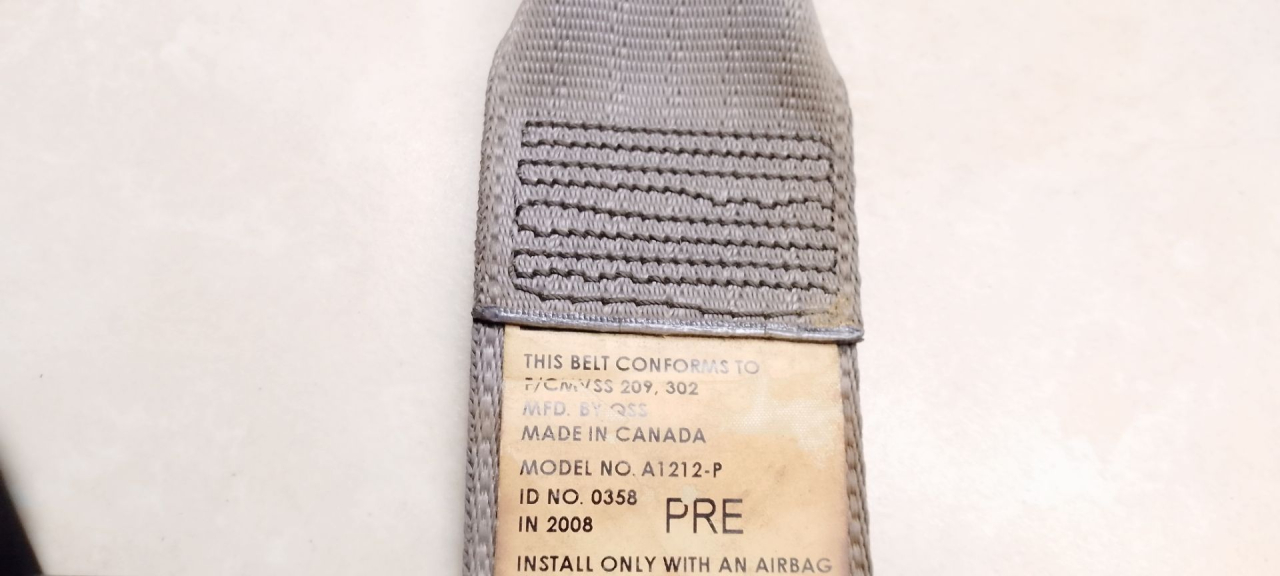 THIS BELT CONFORMS TO
F/CMVSS 209, 302
MFD. BY QSS
MADE IN CANADA
MODEL NO. A1212-P
ID NO. 0358
IN 2008
PRE
INSTALL ONLY WITH AN AIRBAG